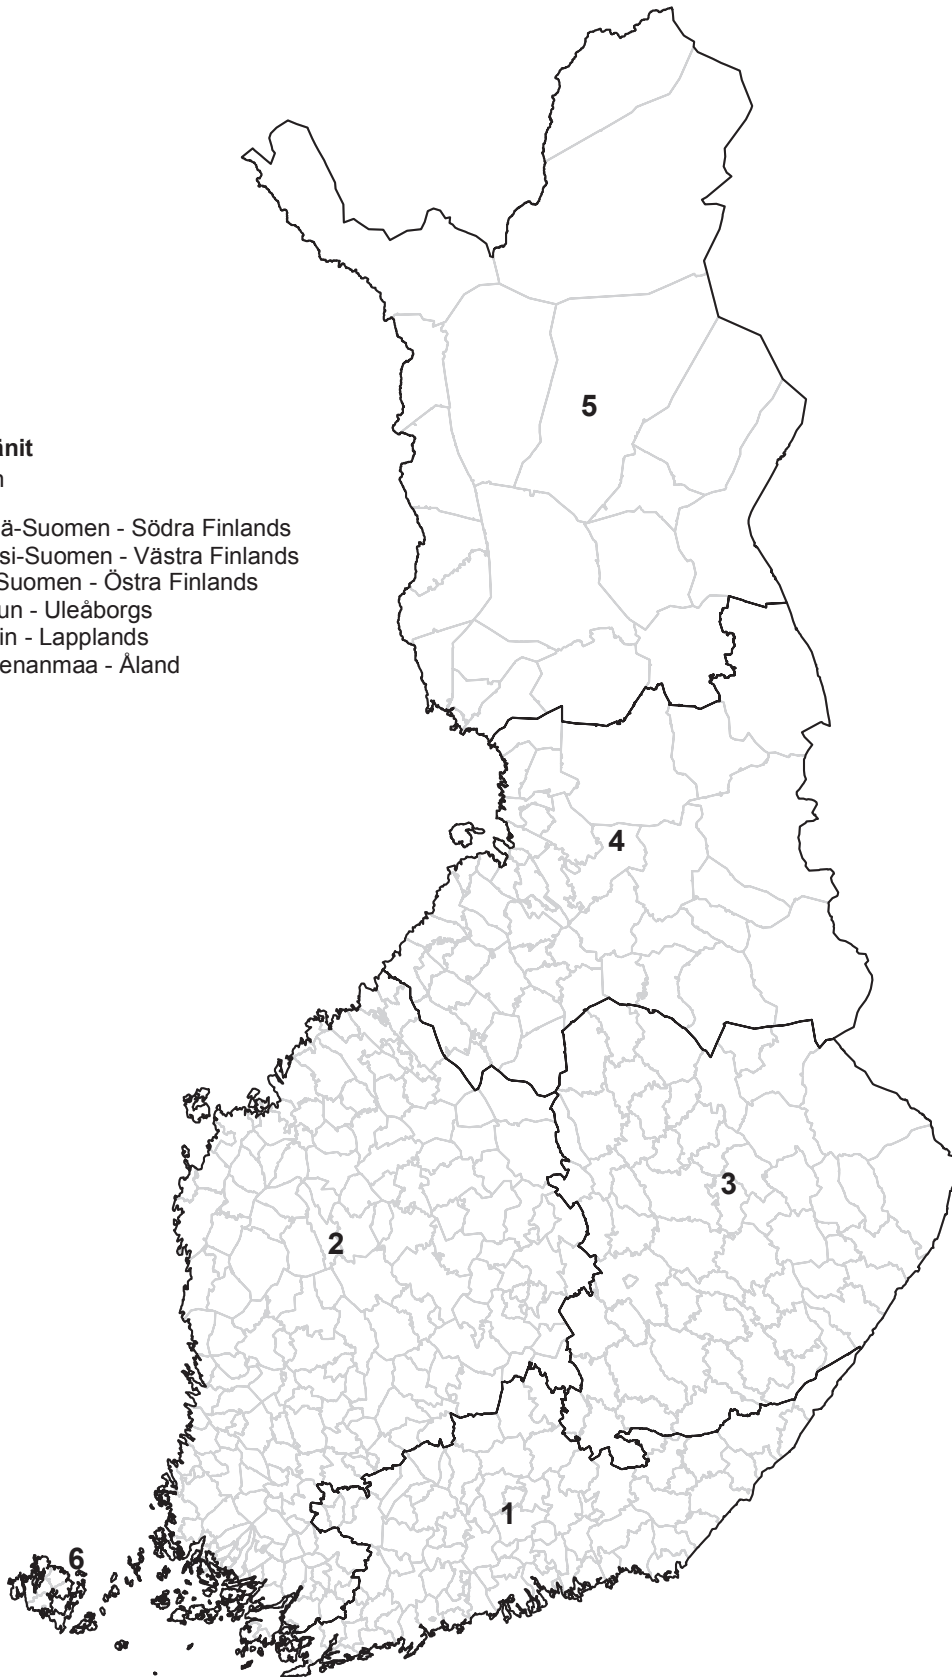 änit
n
ä-Suomen - Södra Finlands
si-Suomen - Västra Finlands
Suomen - Östra Finlands
un - Uleåborgs
in - Lapplands
enanmaa - Åland
5
4
3
2
1
6